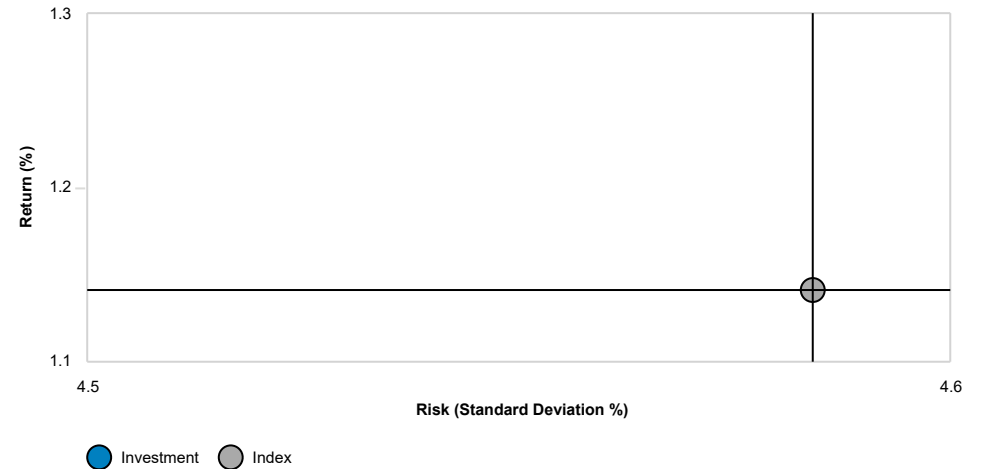 1.3
Return (%)
1.2
1.1
4.5
4.6
Risk (Standard Deviation %)
Investment
Index